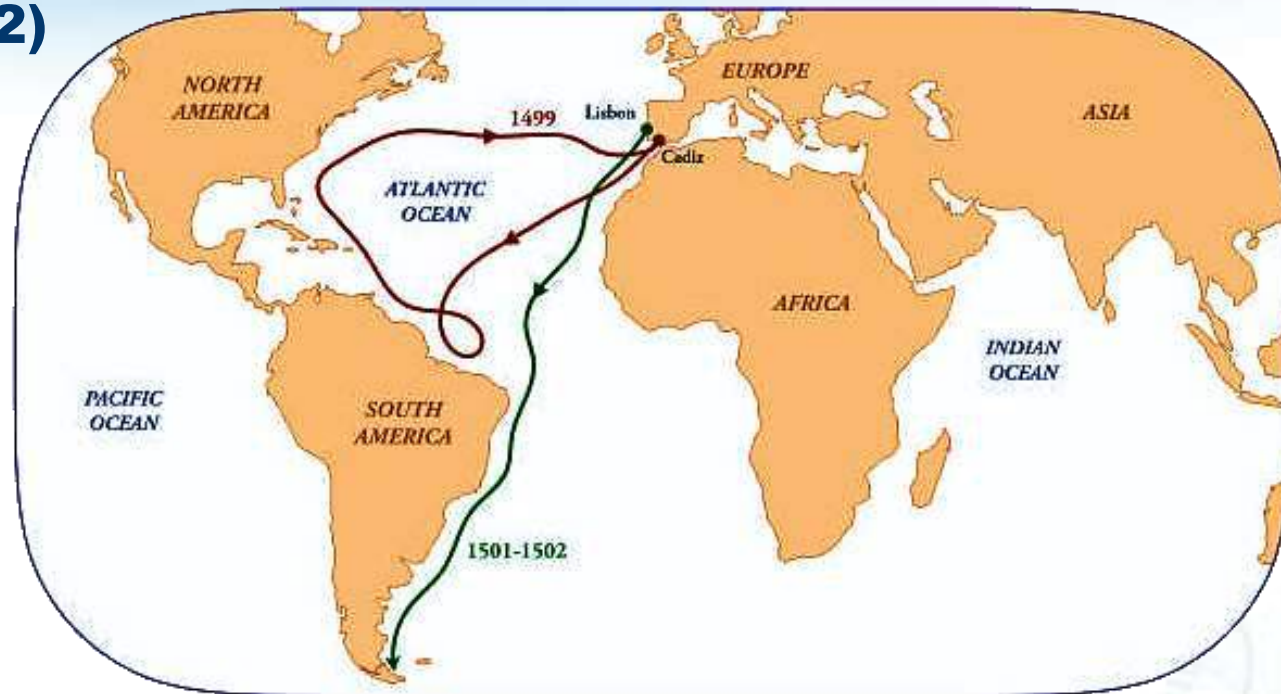 2)
NORTH
AMERICA
1499
Lisbon
Cadiz
EUROPE
ASIA
ATLANTIC
OCEAN
AFRICA
INDIAN
OCEAN
PACIFIC
OCEAN
SOUTH
AMERICA
1501-1502